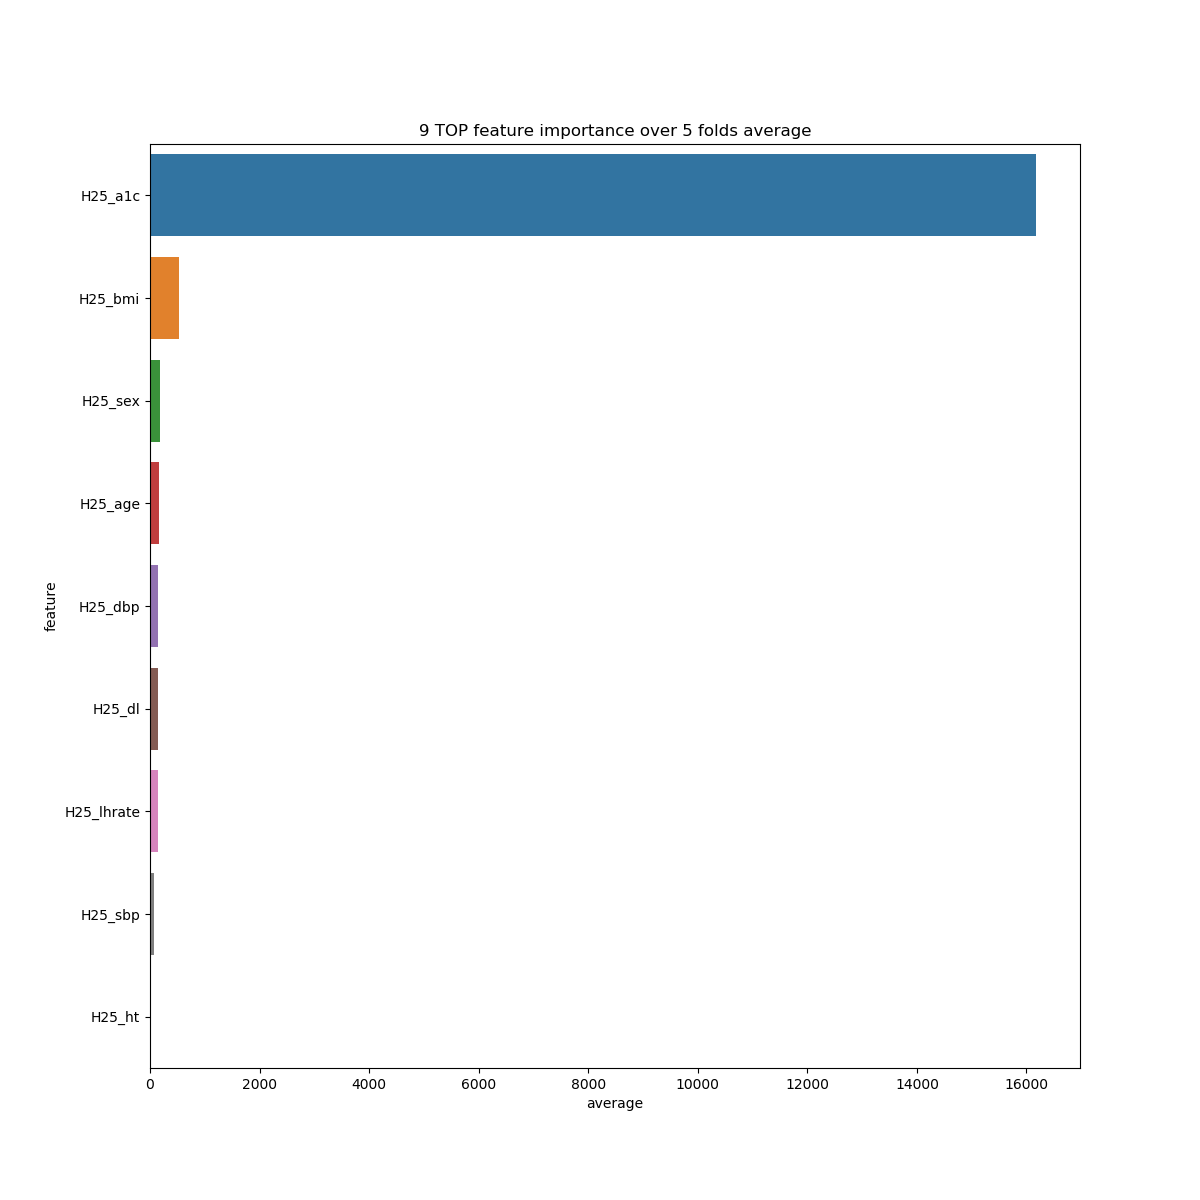 9 TOP feature importance over 5 folds average
H25_a1c
H25_bmi
H25_sex
H25_age
H25_dbp
H25_dl
H25_lhrate
H25_sbp
H25_ht
feature
0 2000 4000 6000 8000 10000 12000 14000 16000
average